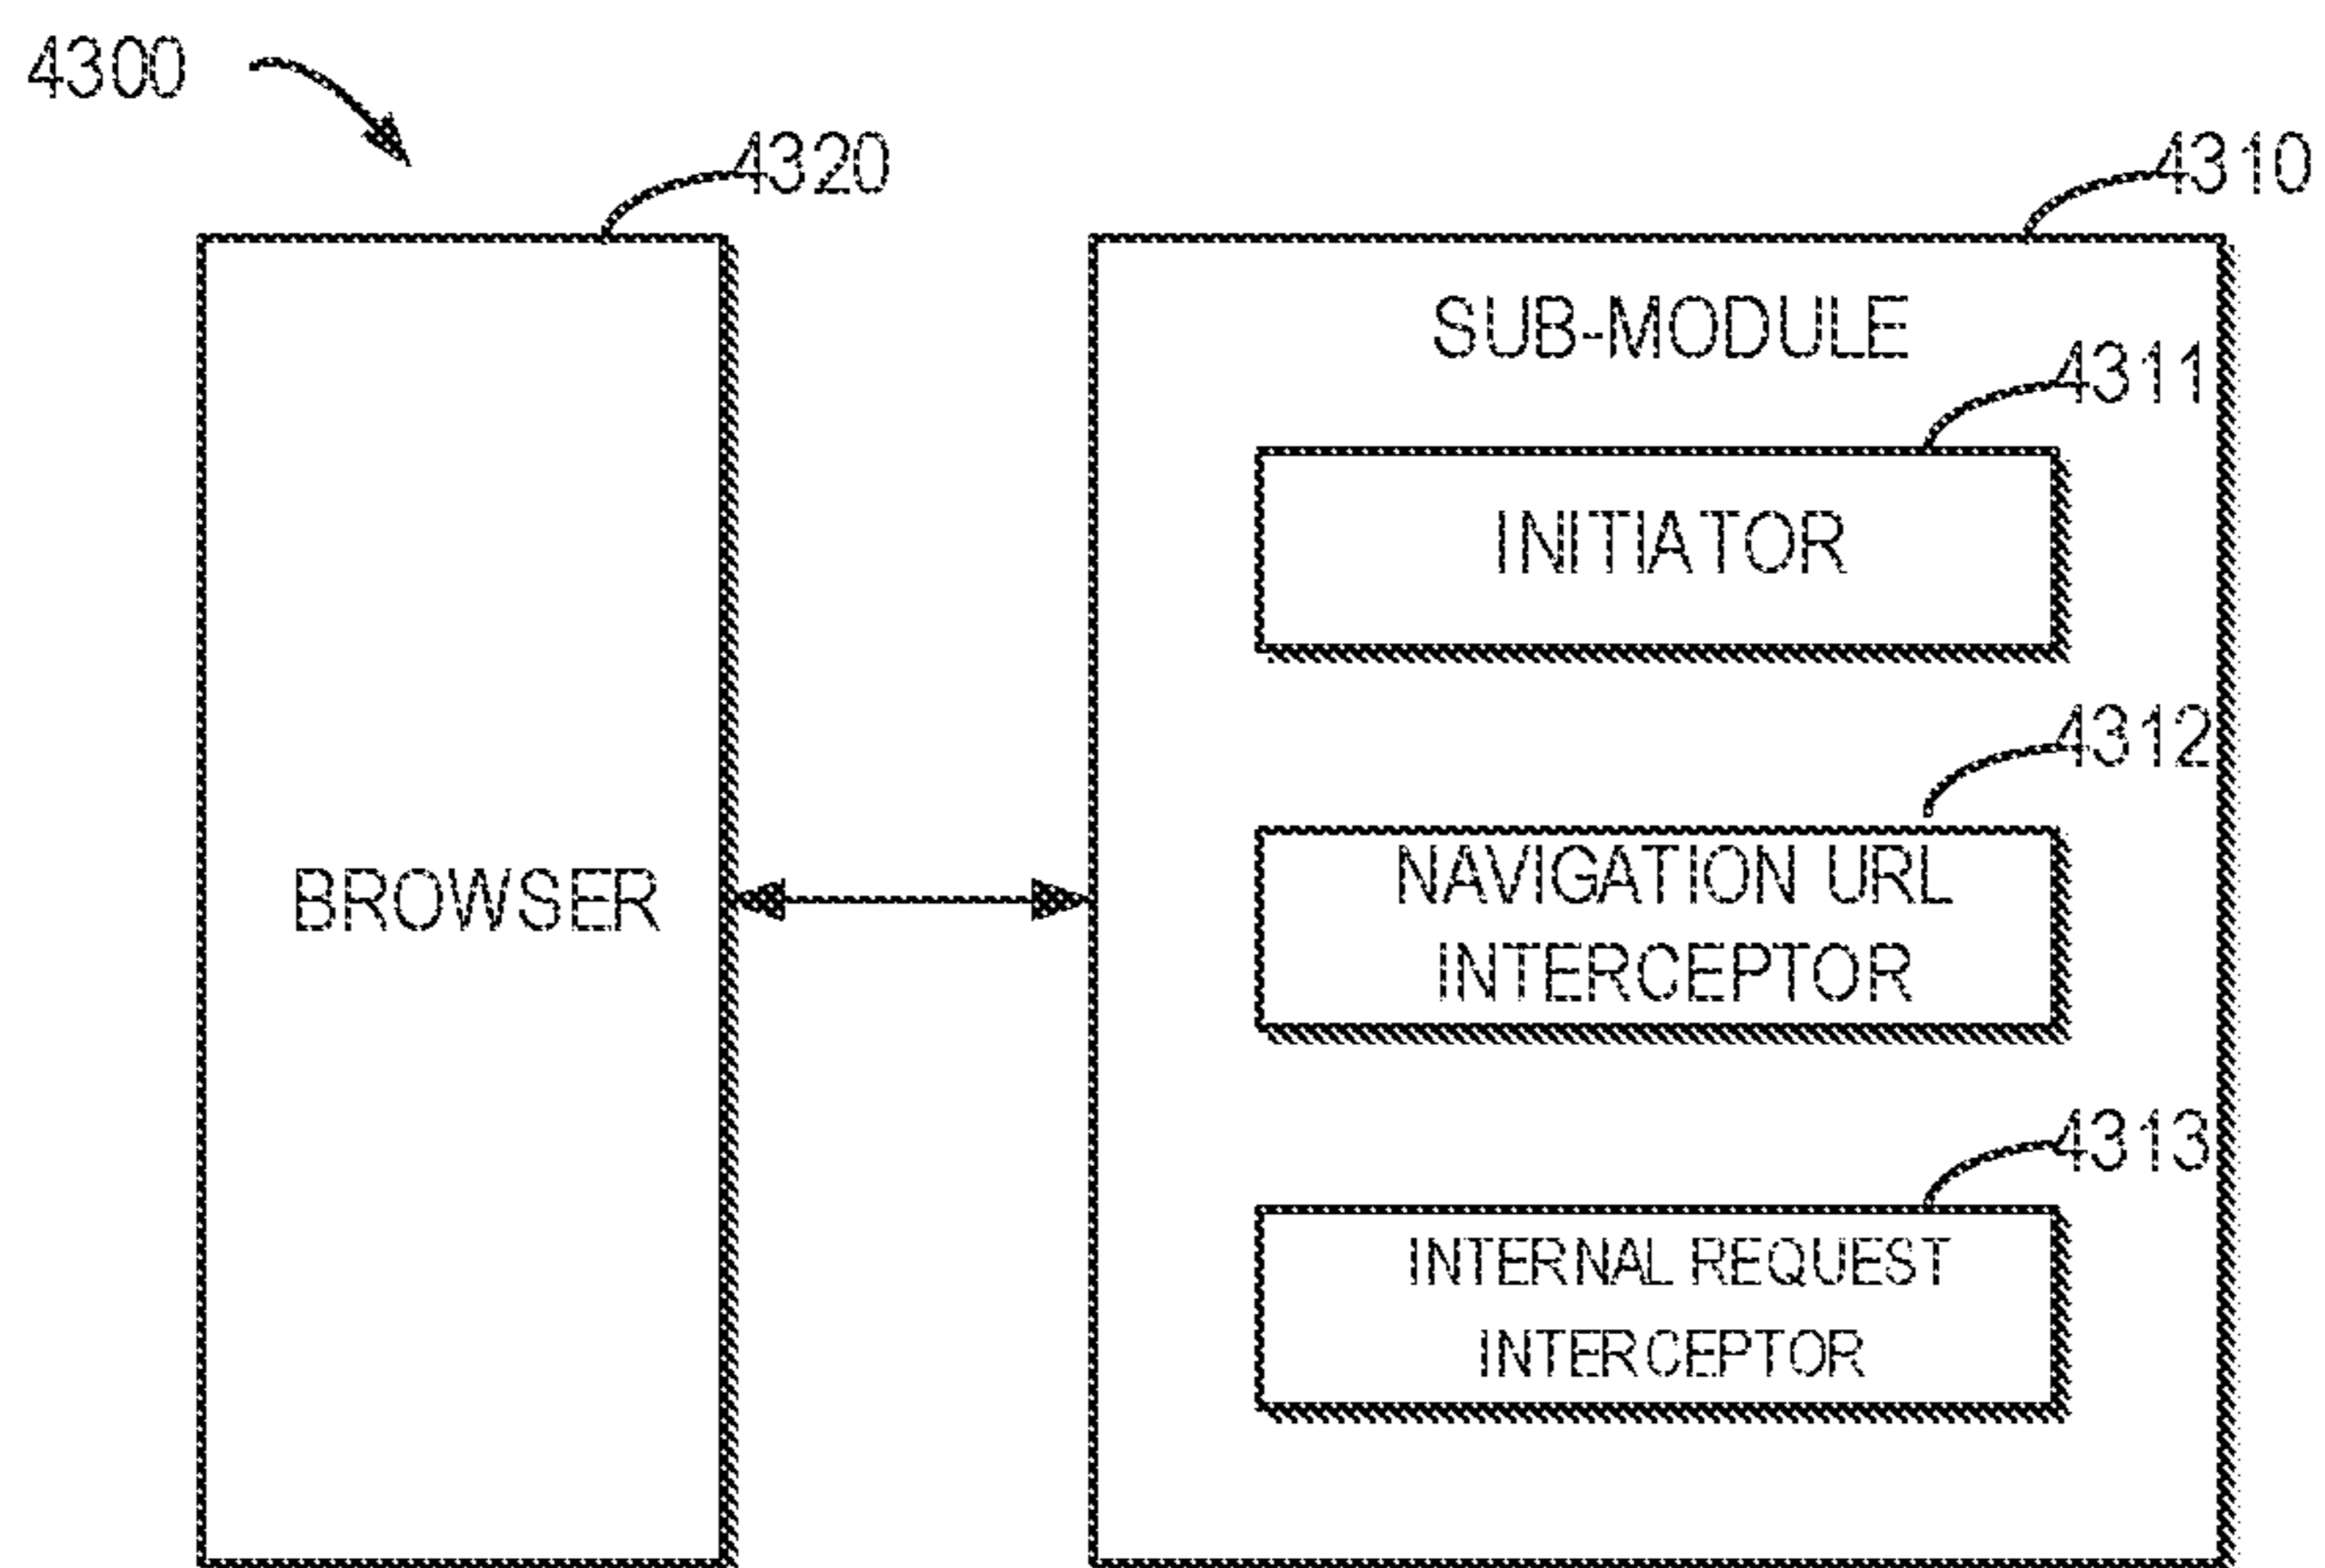 4300
4320
4310
SUB-MODULE
4311
INITIATOR
4312
NAVIGATION URL
INTERCEPTOR
BROWSER
4313
INTERNAL REQUEST
INTERCEPTOR